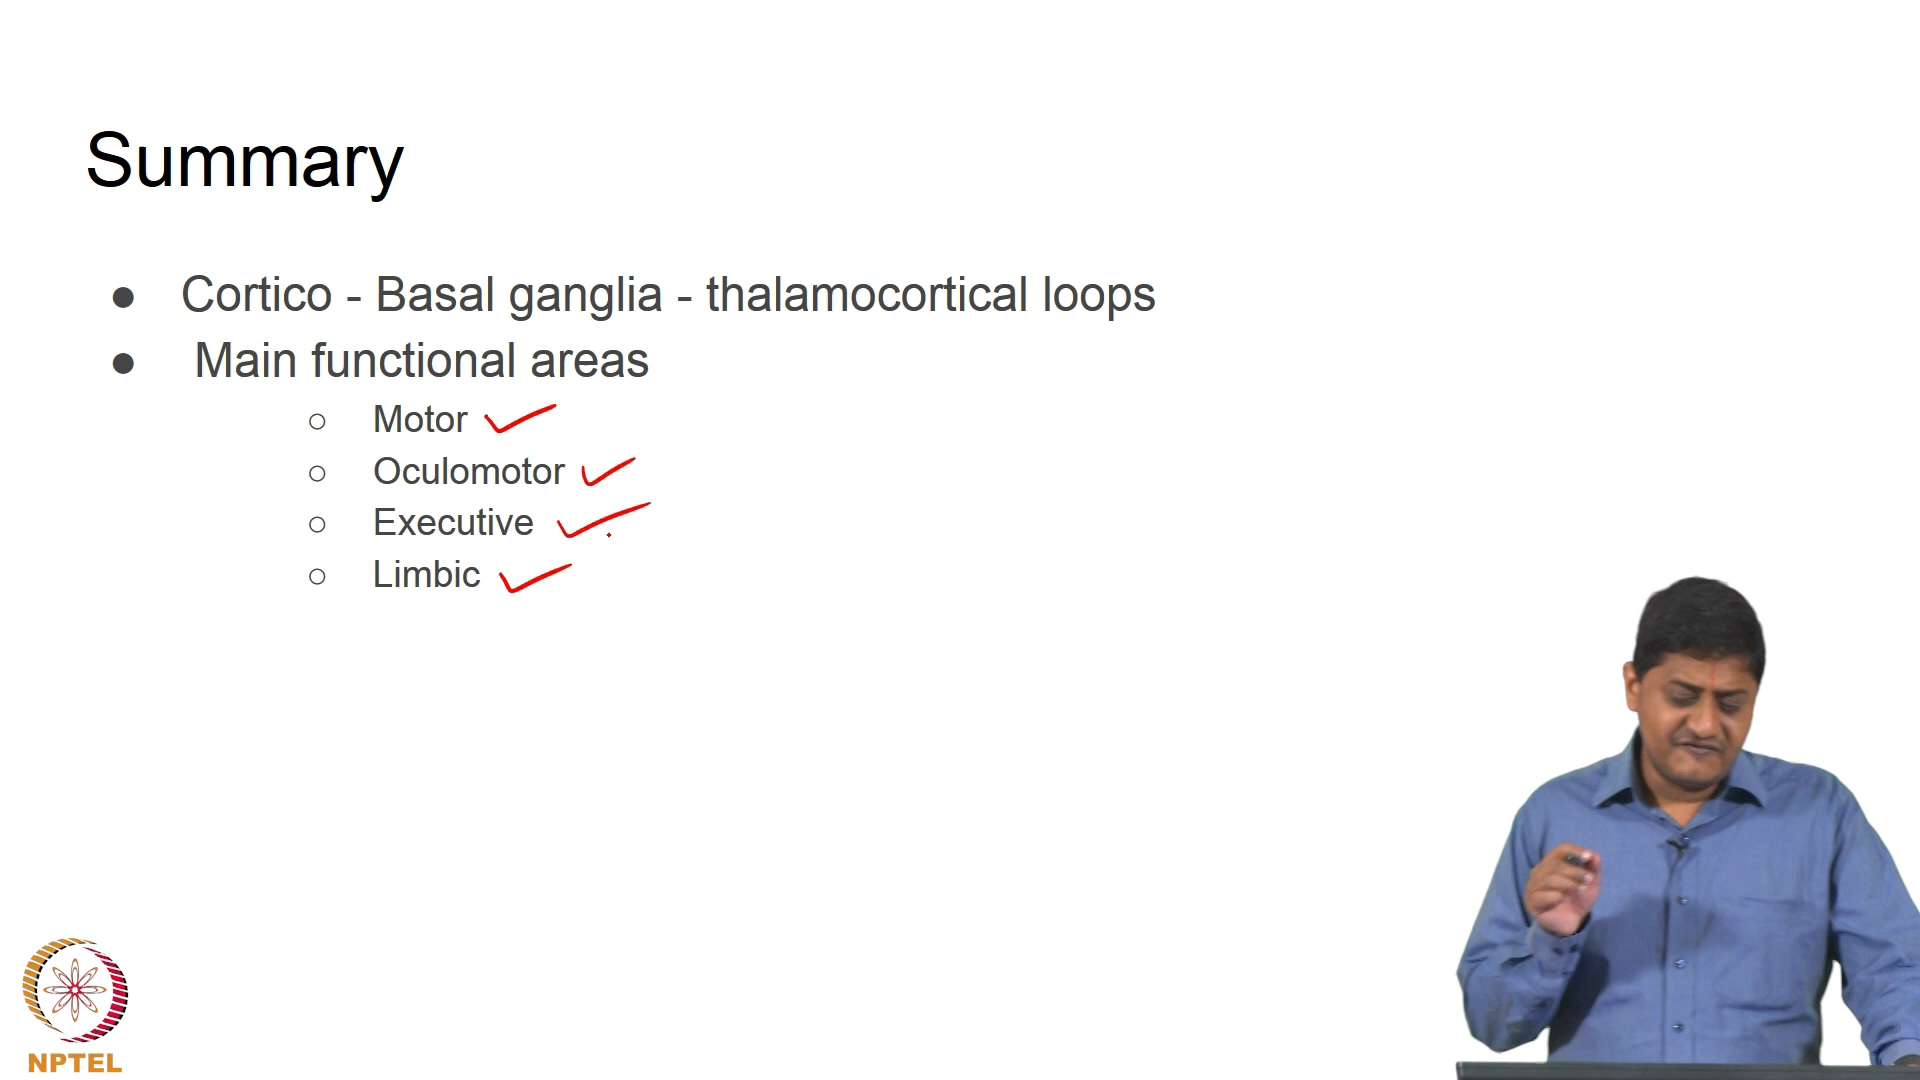 Summary
● Cortico - Basal ganglia - thalamocortical loops
● Main functional areas
○ Motor
○ Oculomotor
○ Executive
○ Limbic
NPTEL